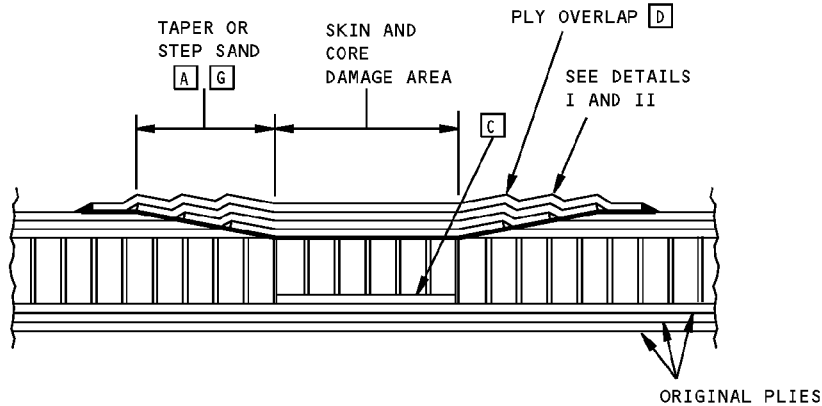 TAPER OR
STEP SAND
A G
SKIN AND
CORE
DAMAGE AREA
PLY OVERLAP D
SEE DETAILS
I AND II
C
ORIGINAL PLIES